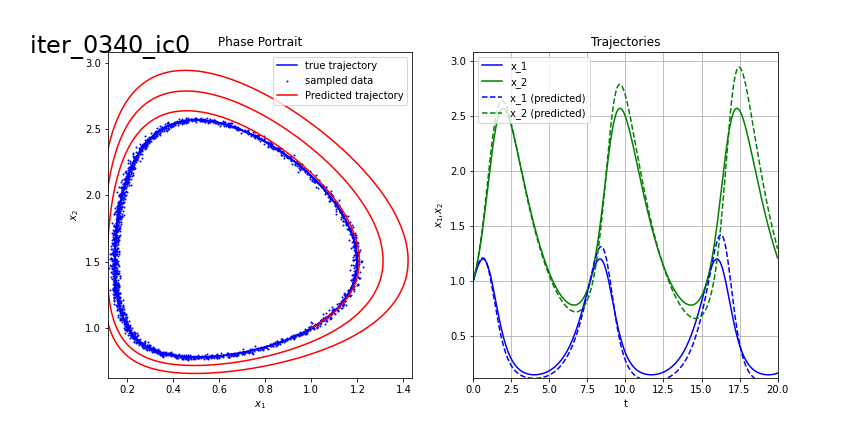 iter_0340_ic0
Phase Portrait
true trajectory
sampled data
Predicted trajectory
3.0
2.5
2.0
1.5
1.0
x₂
0.2 0.4 0.6 0.8 1.0 1.2 1.4
x₁
Trajectories
x_1
x_2
x_1 (predicted)
x_2 (predicted)
3.0
2.5
2.0
1.5
1.0
0.5
x₁,x₂
0.0 2.5 5.0 7.5 10.0 12.5 15.0 17.5 20.0
t